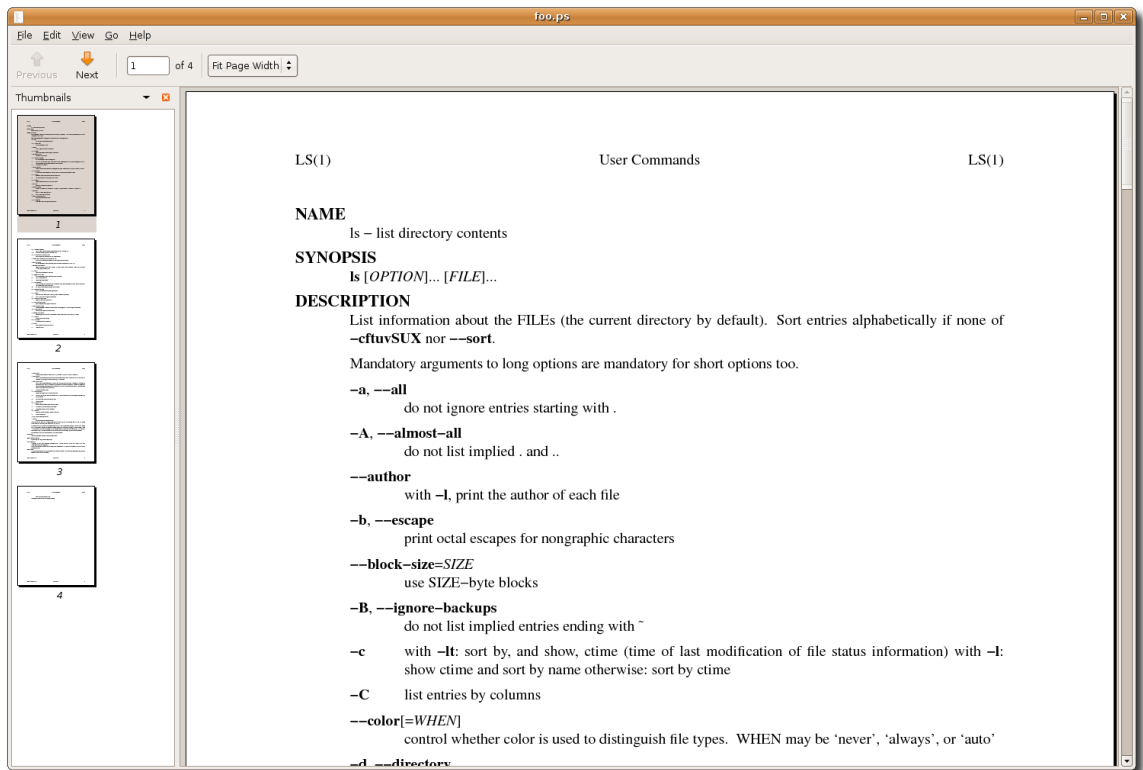 foo.ps
File Edit View Go Help
Previous Next 1 of 4 Fit Page Width
Thumbnails
1
2
3
4
LS(1) User Commands LS(1)
NAME
ls − list directory contents
SYNOPSIS
ls [OPTION]... [FILE]...
DESCRIPTION
List information about the FILEs (the current directory by default). Sort entries alphabetically if none of
−cftuvSUX nor −−sort.
Mandatory arguments to long options are mandatory for short options too.
−a, −−all
do not ignore entries starting with .
−A, −−almost−all
do not list implied . and ..
−−author
with −l, print the author of each file
−b, −−escape
print octal escapes for nongraphic characters
−−block−size=SIZE
use SIZE−byte blocks
−B, −−ignore−backups
do not list implied entries ending with ~
−c with −lt: sort by, and show, ctime (time of last modification of file status information) with −l:
show ctime and sort by name otherwise: sort by ctime
−C list entries by columns
−−color[=WHEN]
control whether color is used to distinguish file types. WHEN may be ‘never’, ‘always’, or ‘auto’
−d, −−directory